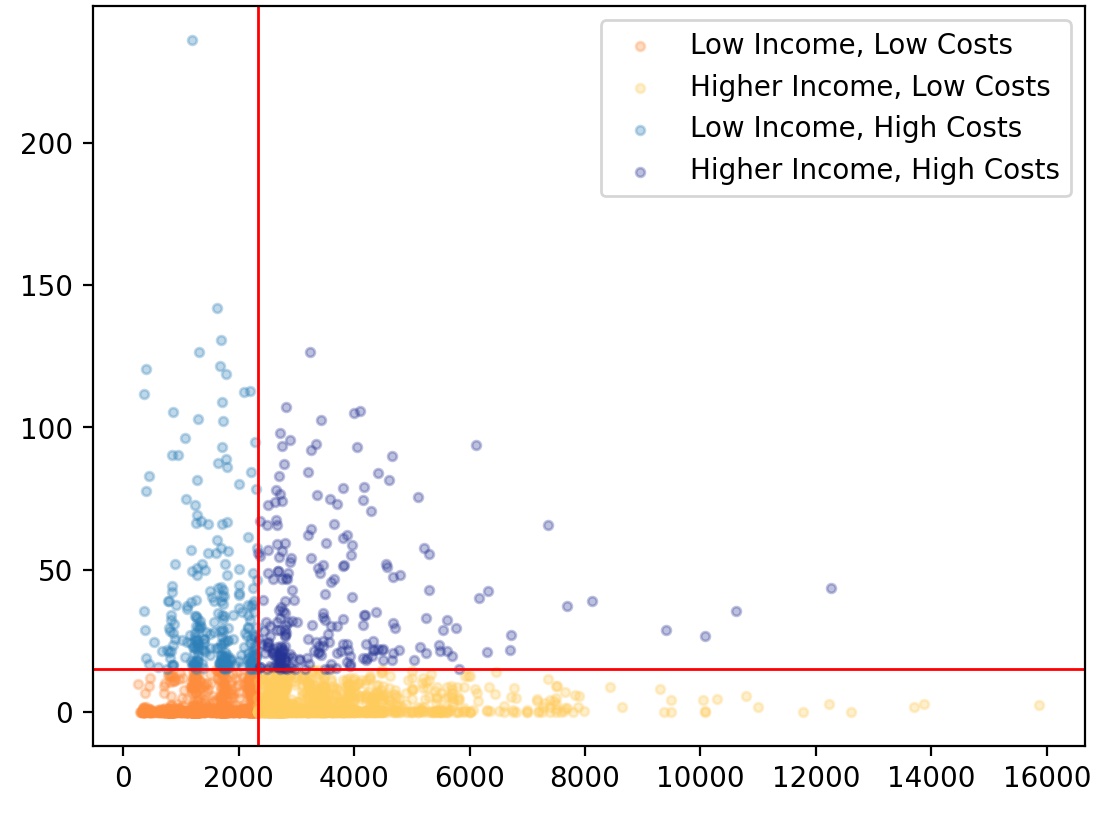 Low Income, Low Costs
Higher Income, Low Costs
Low Income, High Costs
Higher Income, High Costs
200
150
100
50
0
0 2000 4000 6000 8000 10000 12000 14000 16000